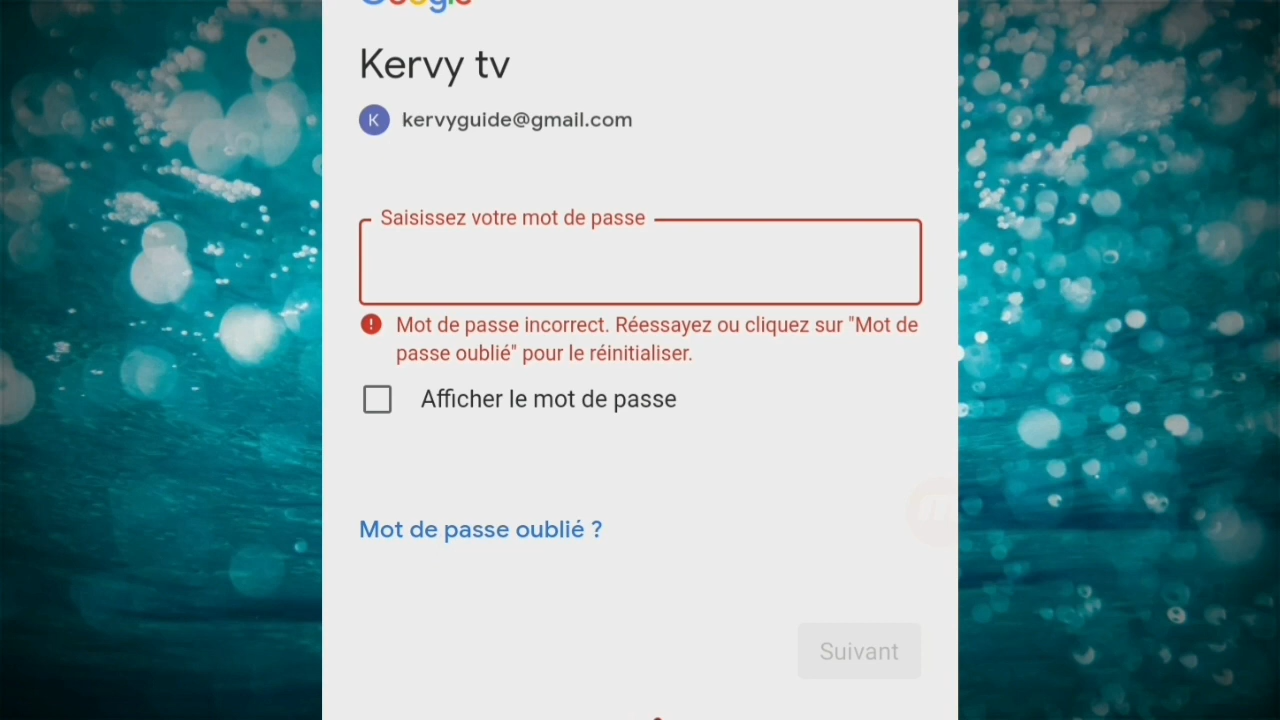 Google
Kervy tv
K kervyguide@gmail.com
Saisissez votre mot de passe
Mot de passe incorrect. Réessayez ou cliquez sur "Mot de
passe oublié" pour le réinitialiser.
Afficher le mot de passe
Mot de passe oublié ?
Suivant